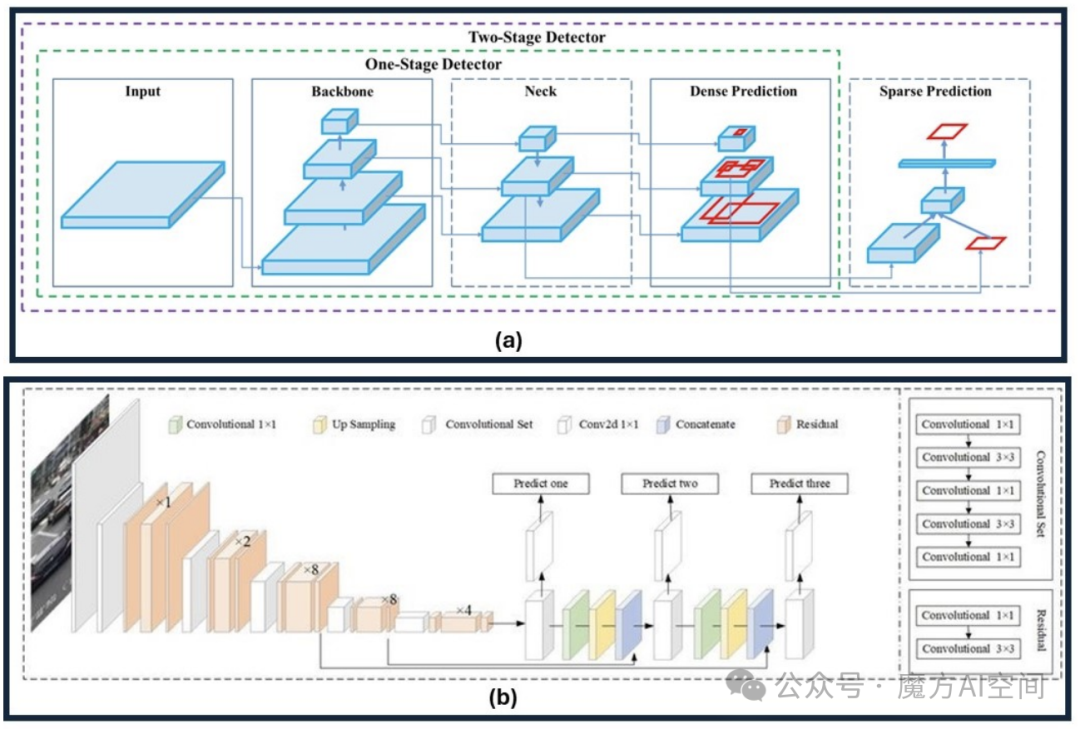 Two-Stage Detector
One-Stage Detector
Input
Backbone
Neck
Dense Prediction
Sparse Prediction
(a)
Convolutional 1×1
Up Sampling
Convolutional Set
Conv2d 1×1
Concatenate
Residual
×1
×2
×8
×8
×4
Predict one
Predict two
Predict three
Convolutional 1×1
Convolutional 3×3
Convolutional 1×1
Convolutional 3×3
Convolutional 1×1
Convolutional Set
Convolutional 1×1
Convolutional 3×3
Residual
(b)
公众号 · 魔方AI空间